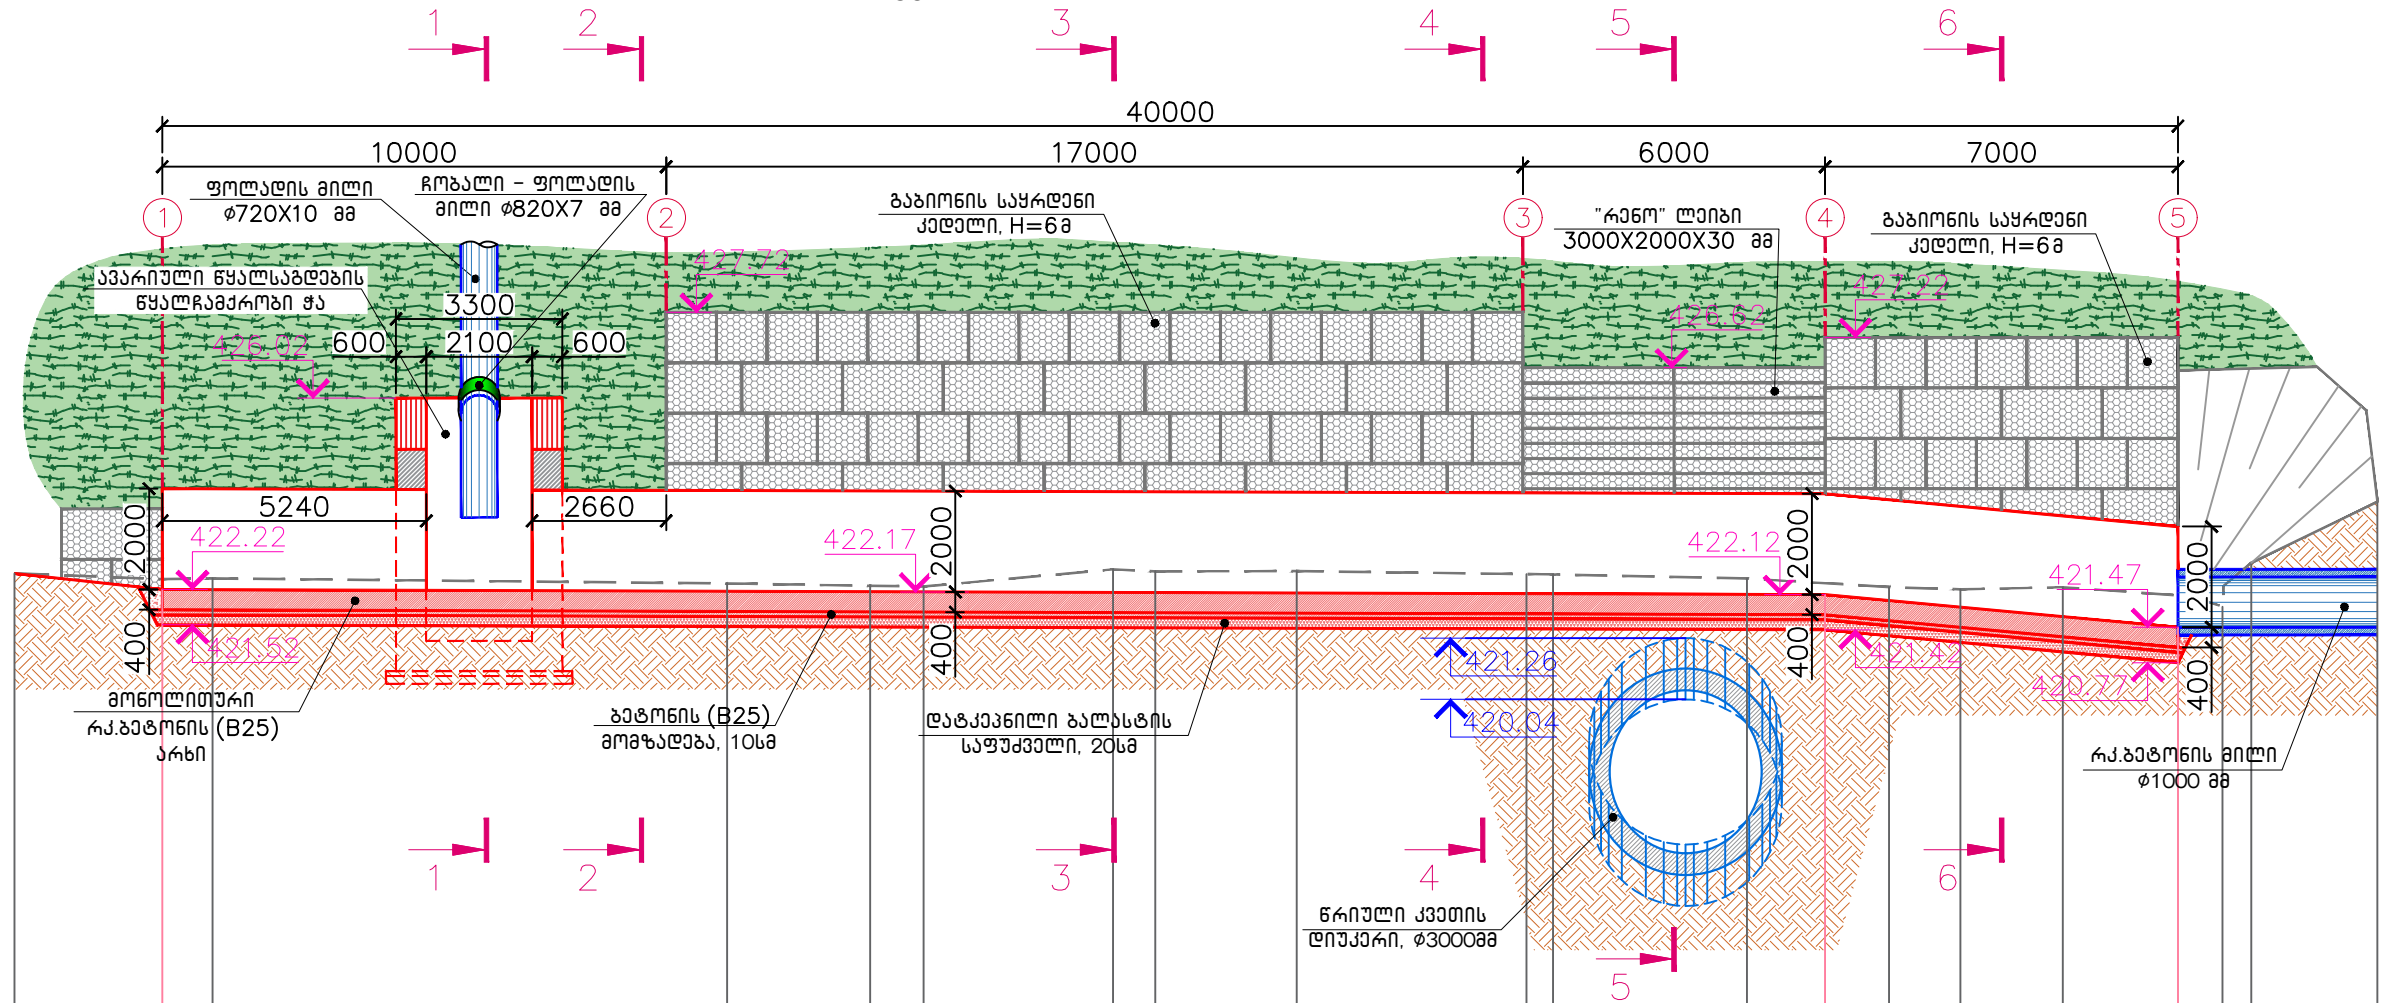 1
2
3
4
5
6
40000
10000
17000
6000
7000
ფოლადის მილი
⌀720X10 მმ
ჩობალი - ფოლადის
მილი ⌀820X7 მმ
გაბიონის საყრდენი
კედელი, H=6მ
"რენო" ლეიბი
3000X2000X30 მმ
გაბიონის საყრდენი
კედელი, H=6მ
1
2
3
4
5
ავარიული წყალსაგდების
წყალჩამქრობი ჭა
427.72
427.22
3300
426.62
600
2100
600
426.02
5240
2660
2000
422.22
422.17
2000
422.12
2000
421.47
2000
400
421.52
400
421.26
400
421.42
420.77
400
420.04
მონოლითური
რკ.ბეტონის (B25)
არხი
ბეტონის (B25)
მომზადება, 10სმ
დატკეპნილი ბალასტის
საფუძველი, 20სმ
რკ.ბეტონის მილი
⌀1000 მმ
წრიული კვეთის
დიუკერი, ⌀3000მმ
1
2
3
4
6
5